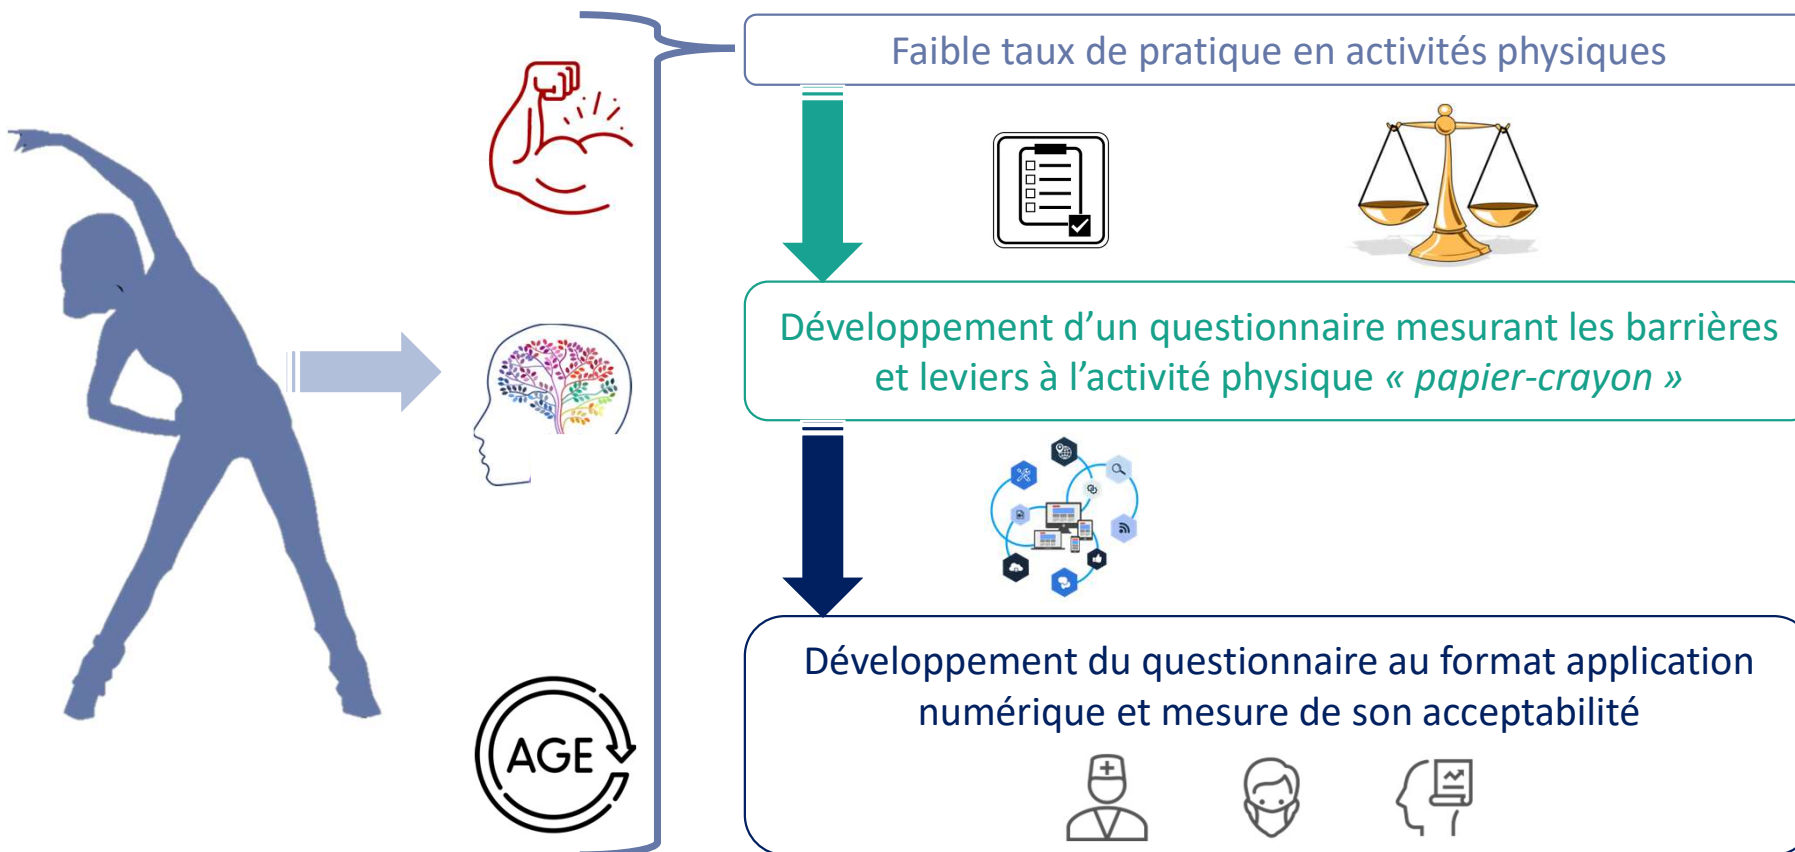 Faible taux de pratique en activités physiques
Développement d’un questionnaire mesurant les barrières
et leviers à l’activité physique « papier-crayon »
AGE
Développement du questionnaire au format application
numérique et mesure de son acceptabilité